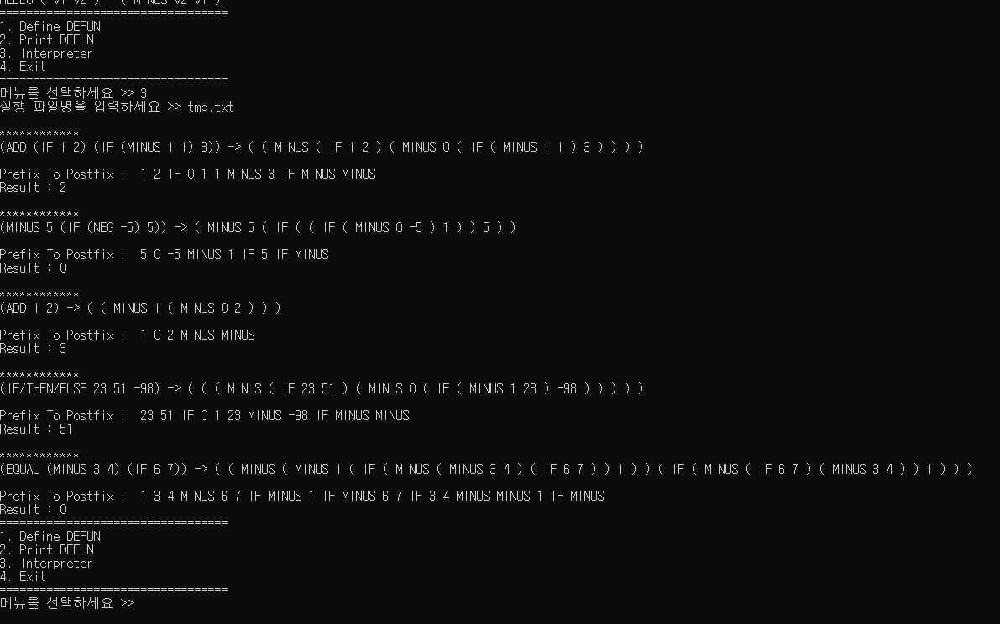 HELLO ( V1 V2 ) ( MINUS V2 V1 )
==================================
1. Define DEFUN
2. Print DEFUN
3. Interpreter
4. Exit
==================================
메뉴를 선택하세요 >> 3
실행 파일명을 입력하세요 >> tmp.txt
************
(ADD (IF 1 2) (IF (MINUS 1 1) 3)) -> ( ( MINUS ( IF 1 2 ) ( MINUS 0 ( IF ( MINUS 1 1 ) 3 ) ) ) )
Prefix To Postfix :  1 2 IF 0 1 1 MINUS 3 IF MINUS MINUS
Result : 2
************
(MINUS 5 (IF (NEG -5) 5)) -> ( MINUS 5 ( IF ( ( IF ( MINUS 0 -5 ) 1 ) ) 5 ) )
Prefix To Postfix :  5 0 -5 MINUS 1 IF 5 IF MINUS
Result : 0
************
(ADD 1 2) -> ( ( MINUS 1 ( MINUS 0 2 ) ) )
Prefix To Postfix :  1 0 2 MINUS MINUS
Result : 3
************
(IF/THEN/ELSE 23 51 -98) -> ( ( ( MINUS ( IF 23 51 ) ( MINUS 0 ( IF ( MINUS 1 23 ) -98 ) ) ) ) )
Prefix To Postfix :  23 51 IF 0 1 23 MINUS -98 IF MINUS MINUS
Result : 51
************
(EQUAL (MINUS 3 4) (IF 6 7)) -> ( ( MINUS ( MINUS 1 ( IF ( MINUS ( MINUS 3 4 ) ( IF 6 7 ) ) 1 ) ) ( IF ( MINUS ( IF 6 7 ) ( MINUS 3 4 ) ) 1 ) ) )
Prefix To Postfix :  1 3 4 MINUS 6 7 IF MINUS 1 IF MINUS 6 7 IF 3 4 MINUS MINUS 1 IF MINUS
Result : 0
==================================
1. Define DEFUN
2. Print DEFUN
3. Interpreter
4. Exit
==================================
메뉴를 선택하세요 >>